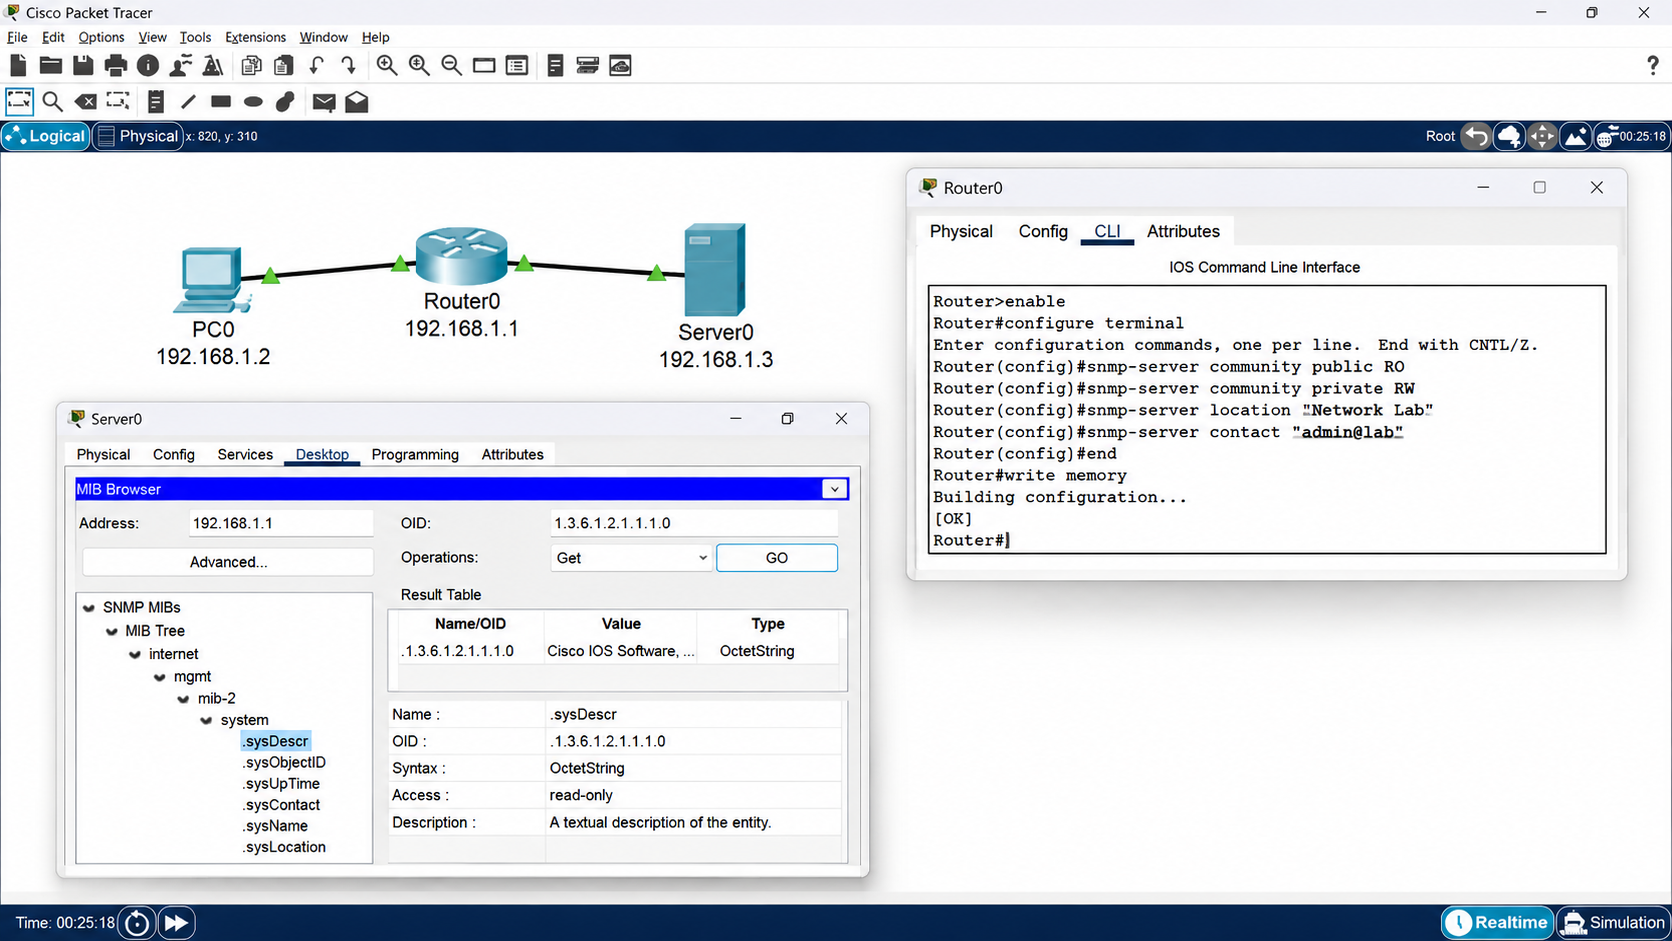 Cisco Packet Tracer
File Edit Options View Tools Extensions Window Help
?
Logical Physical x: 820, y: 310 Root 00:25:18
PC0
192.168.1.2
Router0
192.168.1.1
Server0
192.168.1.3
Router0
Physical Config CLI Attributes
IOS Command Line Interface
Router>enable
Router#configure terminal
Enter configuration commands, one per line. End with CNTL/Z.
Router(config)#snmp-server community public RO
Router(config)#snmp-server community private RW
Router(config)#snmp-server location "Network Lab"
Router(config)#snmp-server contact "admin@lab"
Router(config)#end
Router#write memory
Building configuration...
[OK]
Router#
Server0
Physical Config Services Desktop Programming Attributes
MIB Browser
Address: 192.168.1.1 OID: 1.3.6.1.2.1.1.1.0
Advanced... Operations: Get GO
Result Table
Name/OID Value Type
.1.3.6.1.2.1.1.1.0 Cisco IOS Software, ... OctetString
SNMP MIBs
MIB Tree
internet
mgmt
mib-2
system
.sysDescr
.sysObjectID
.sysUpTime
.sysContact
.sysName
.sysLocation
Name : .sysDescr
OID : .1.3.6.1.2.1.1.1.0
Syntax : OctetString
Access : read-only
Description : A textual description of the entity.
Time: 00:25:18 Realtime Simulation